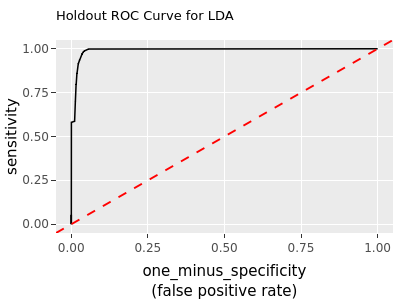 Holdout ROC Curve for LDA
1.00
0.75
0.50
0.25
0.00
sensitivity
0.00 0.25 0.50 0.75 1.00
one_minus_specificity
(false positive rate)